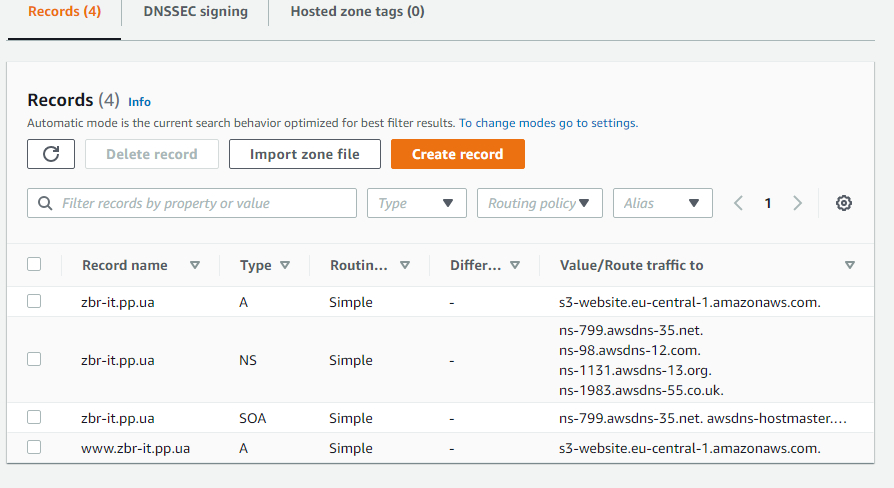 Records (4) DNSSEC signing Hosted zone tags (0)
Records (4) Info
Automatic mode is the current search behavior optimized for best filter results. To change modes go to settings.
Delete record Import zone file Create record
Filter records by property or value Type Routing policy Alias 1
Record name Type Routin... Differ... Value/Route traffic to
zbr-it.pp.ua A Simple - s3-website.eu-central-1.amazonaws.com.
zbr-it.pp.ua NS Simple - ns-799.awsdns-35.net.
ns-98.awsdns-12.com.
ns-1131.awsdns-13.org.
ns-1983.awsdns-55.co.uk.
zbr-it.pp.ua SOA Simple - ns-799.awsdns-35.net. awsdns-hostmaster....
www.zbr-it.pp.ua A Simple - s3-website.eu-central-1.amazonaws.com.